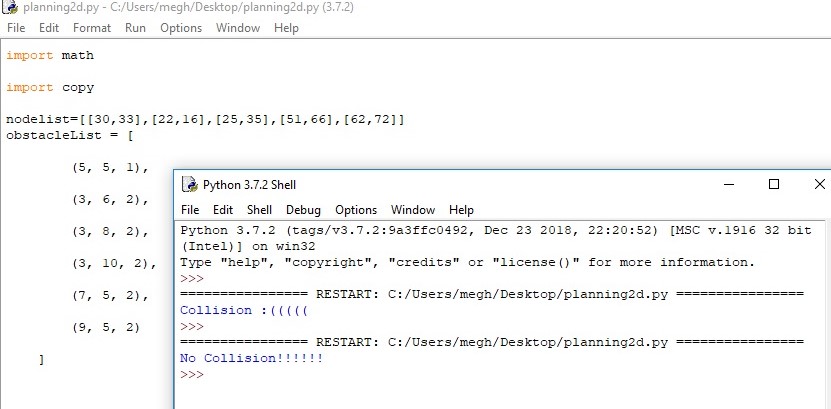 planning2d.py - C:/Users/megh/Desktop/planning2d.py (3.7.2)
File Edit Format Run Options Window Help
import math
import copy
nodelist=[[30,33],[22,16],[25,35],[51,66],[62,72]]
obstacleList = [
(5, 5, 1),
(3, 6, 2),
(3, 8, 2),
(3, 10, 2),
(7, 5, 2),
(9, 5, 2)
]
Python 3.7.2 Shell
File Edit Shell Debug Options Window Help
Python 3.7.2 (tags/v3.7.2:9a3ffc0492, Dec 23 2018, 22:20:52) [MSC v.1916 32 bit
(Intel)] on win32
Type "help", "copyright", "credits" or "license()" for more information.
>>>
================ RESTART: C:/Users/megh/Desktop/planning2d.py ================
Collision :(((((
>>>
================ RESTART: C:/Users/megh/Desktop/planning2d.py ================
No Collision!!!!!!
>>>